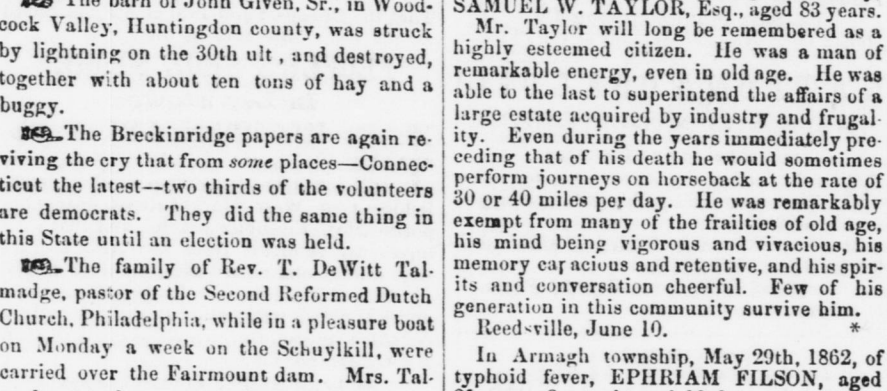 The barn of John Given, Sr., in Wood-
cock Valley, Huntingdon county, was struck
by lightning on the 30th ult , and destroyed,
together with about ten tons of hay and a
buggy.
The Breckinridge papers are again re-
viving the cry that from some places—Connec-
ticut the latest—two thirds of the volunteers
are democrats. They did the same thing in
this State until an election was held.
The family of Rev. T. DeWitt Tal-
madge, pastor of the Second Reformed Dutch
Church, Philadelphia, while in a pleasure boat
on Monday a week on the Schuylkill, were
carried over the Fairmount dam. Mrs. Tal-
SAMUEL W. TAYLOR, Esq., aged 83 years.
Mr. Taylor will long be remembered as a
highly esteemed citizen. He was a man of
remarkable energy, even in old age. He was
able to the last to superintend the affairs of a
large estate acquired by industry and frugal-
ity. Even during the years immediately pre-
ceding that of his death he would sometimes
perform journeys on horseback at the rate of
30 or 40 miles per day. He was remarkably
exempt from many of the frailties of old age,
his mind being vigorous and vivacious, his
memory capacious and retentive, and his spir-
its and conversation cheerful. Few of his
generation in this community survive him.
Reedsville, June 10. *
In Armagh township, May 29th, 1862, of
typhoid fever, EPHRIAM FILSON, aged